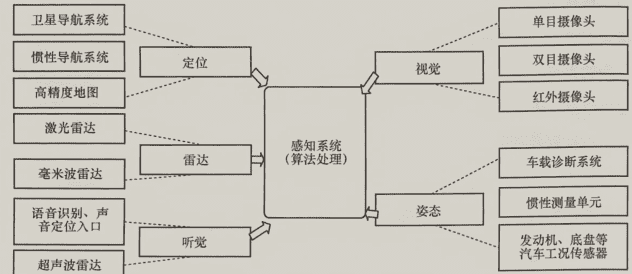 卫星导航系统
惯性导航系统
高精度地图
定位
激光雷达
毫米波雷达
雷达
语音识别、声
音定位入口
超声波雷达
听觉
感知系统
(算法处理)
视觉
单目摄像头
双目摄像头
红外摄像头
姿态
车载诊断系统
惯性测量单元
发动机、底盘等
汽车工况传感器